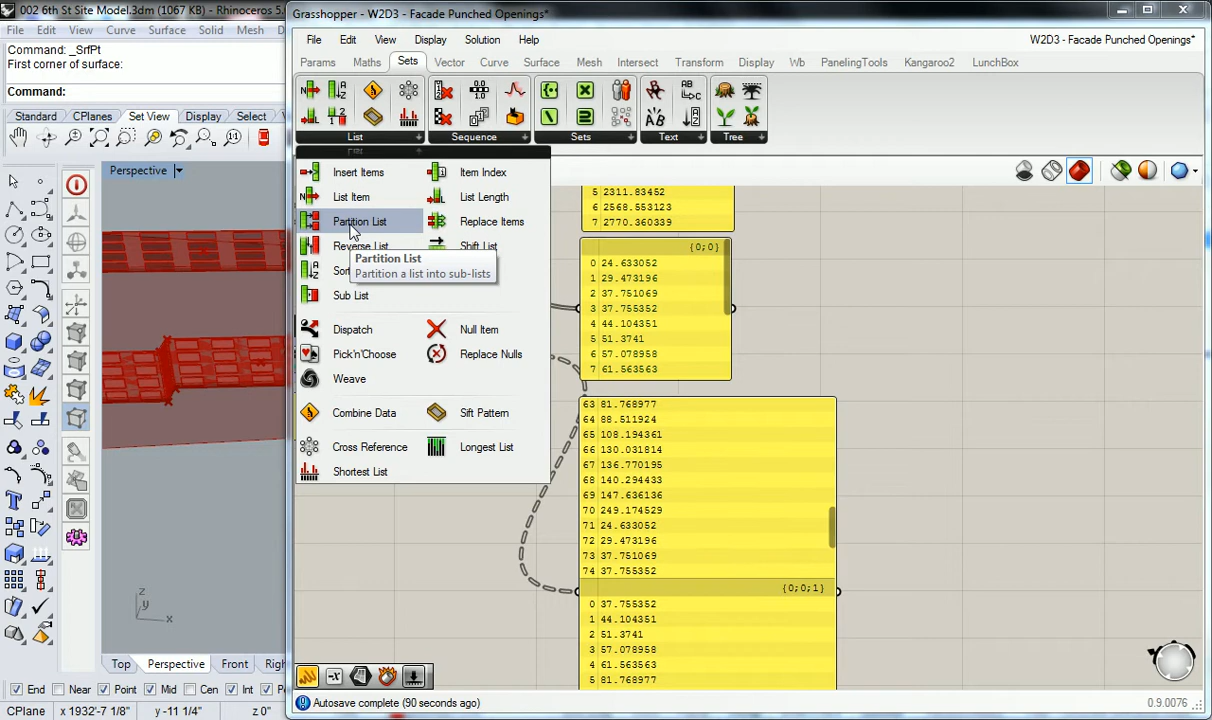 002 6th St Site Model.3dm (1067 KB) - Rhinoceros 5.
File Edit View Curve Surface Solid Mesh
Command: _SrfPt
First corner of surface:
Command:
Standard CPlanes Set View Display Select
Perspective
z
y
x
Top Perspective Front
End Near Point Mid Cen Int
CPlane x 1932'-7 1/8" y -11 1/4" z 0"
Grasshopper - W2D3 - Facade Punched Openings*
File Edit View Display Solution Help
W2D3 - Facade Punched Openings*
Params Maths Sets Vector Curve Surface Mesh Intersect Transform Display Wb PanelingTools Kangaroo2 LunchBox
List Sequence Sets Text Tree
List
Insert Items Item Index
List Item List Length
Partition List Replace Items
Reverse List Shift List
Partition List
Partition a list into sub-lists
Sub List
Dispatch Null Item
Pick'n'Choose Replace Nulls
Weave
Combine Data Sift Pattern
Cross Reference Longest List
Shortest List
5 2311.83452
6 2568.553123
7 2770.360339
{0;0}
0 24.633052
1 29.473196
2 37.751069
3 37.755352
4 44.104351
5 51.3741
6 57.078958
7 61.563563
63 81.768977
64 88.511924
65 108.194361
66 130.031814
67 136.770195
68 140.294433
69 147.636136
70 249.174529
71 24.633052
72 29.473196
73 37.751069
74 37.755352
{0;0;1}
0 37.755352
1 44.104351
2 51.3741
3 57.078958
4 61.563563
5 81.768977
Autosave complete (90 seconds ago)
0.9.0076